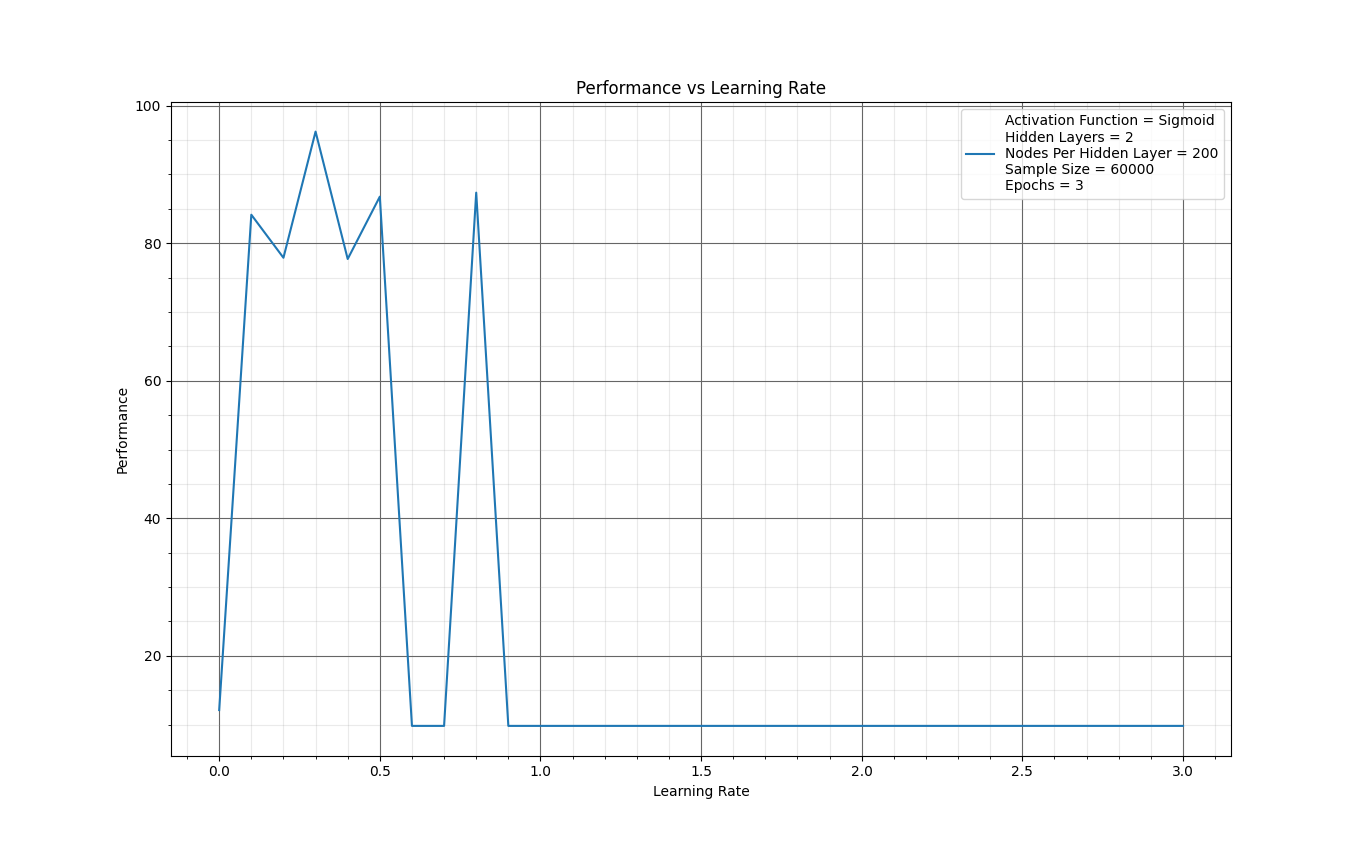 Performance vs Learning Rate
100
80
60
40
20
Performance
Activation Function = Sigmoid
Hidden Layers = 2
Nodes Per Hidden Layer = 200
Sample Size = 60000
Epochs = 3
0.0 0.5 1.0 1.5 2.0 2.5 3.0
Learning Rate